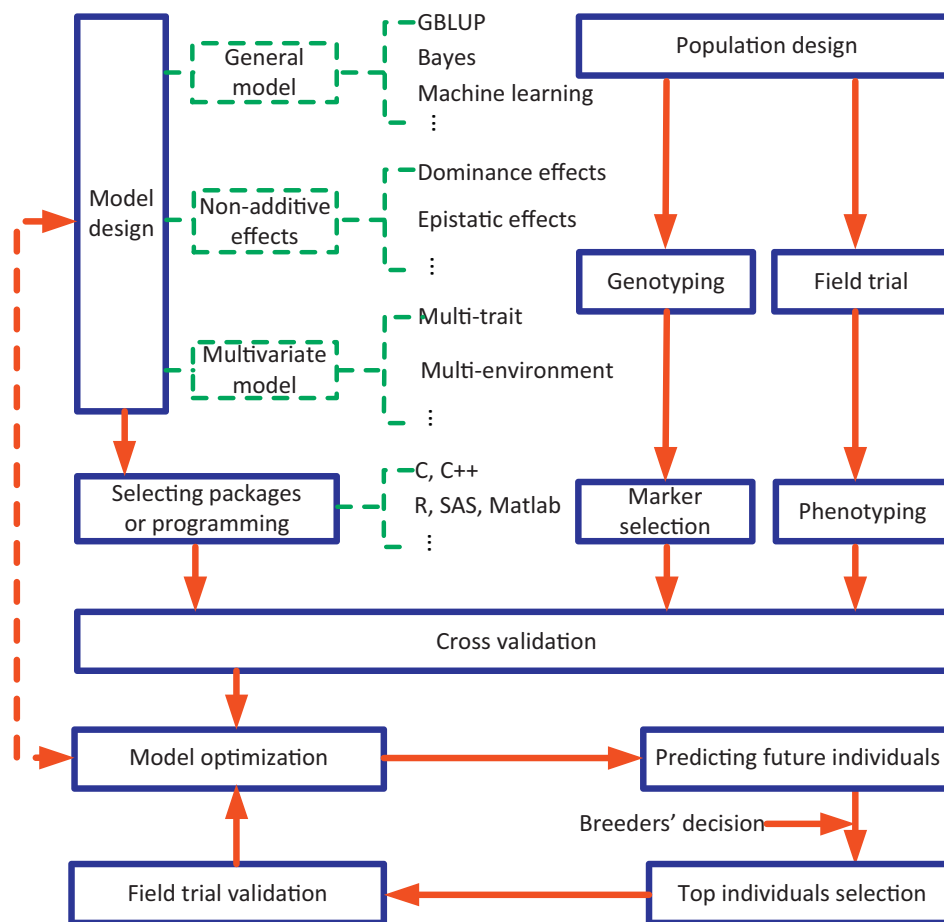 GBLUP
Bayes
Machine learning
⋮
General
model
Population design
Model
design
Non-additive
effects
Dominance effects
Epistatic effects
⋮
Genotyping
Field trial
Multivariate
model
Multi-trait
Multi-environment
⋮
Selecting packages
or programming
C, C++
R, SAS, Matlab
⋮
Marker
selection
Phenotyping
Cross validation
Model optimization
Predicting future individuals
Breeders’ decision
Field trial validation
Top individuals selection